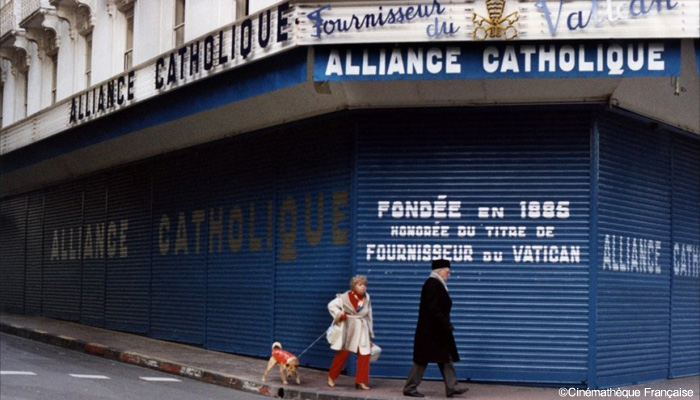 Fournisseur du Vatican
ALLIANCE CATHOLIQUE
ALLIANCE CATHOLIQUE
ALLIANCE CATHOLIQUE
FONDÉE EN 1885
HONORÉE DU TITRE DE
FOURNISSEUR DU VATICAN
ALLIANCE CATH
©Cinémathèque Française